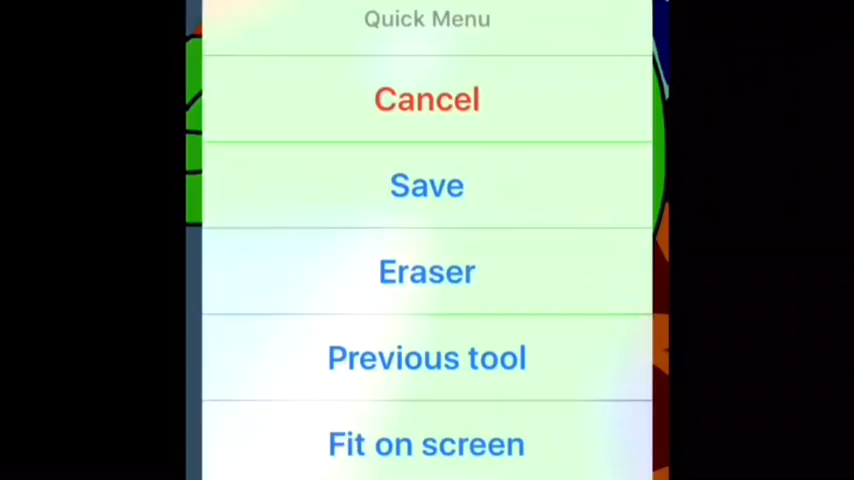 Quick Menu
Cancel
Save
Eraser
Previous tool
Fit on screen